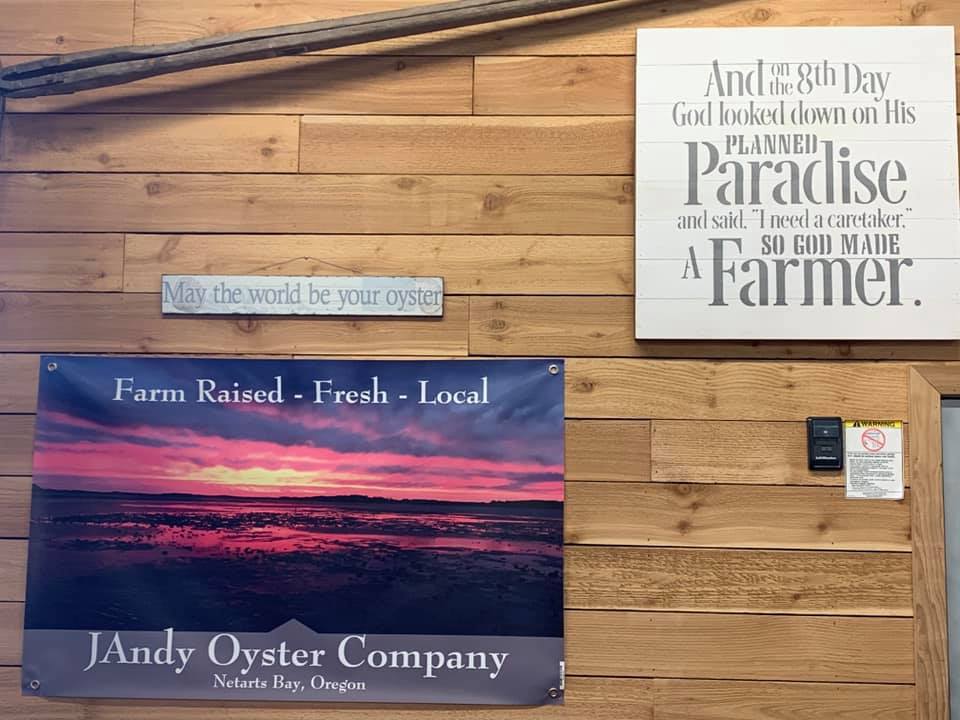 And on the 8th Day
God looked down on His
PLANNED
Paradise
and said, "I need a caretaker."
SO GOD MADE
A Farmer.
May the world be your oyster
Farm Raised - Fresh - Local
JAndy Oyster Company
Netarts Bay, Oregon
WARNING